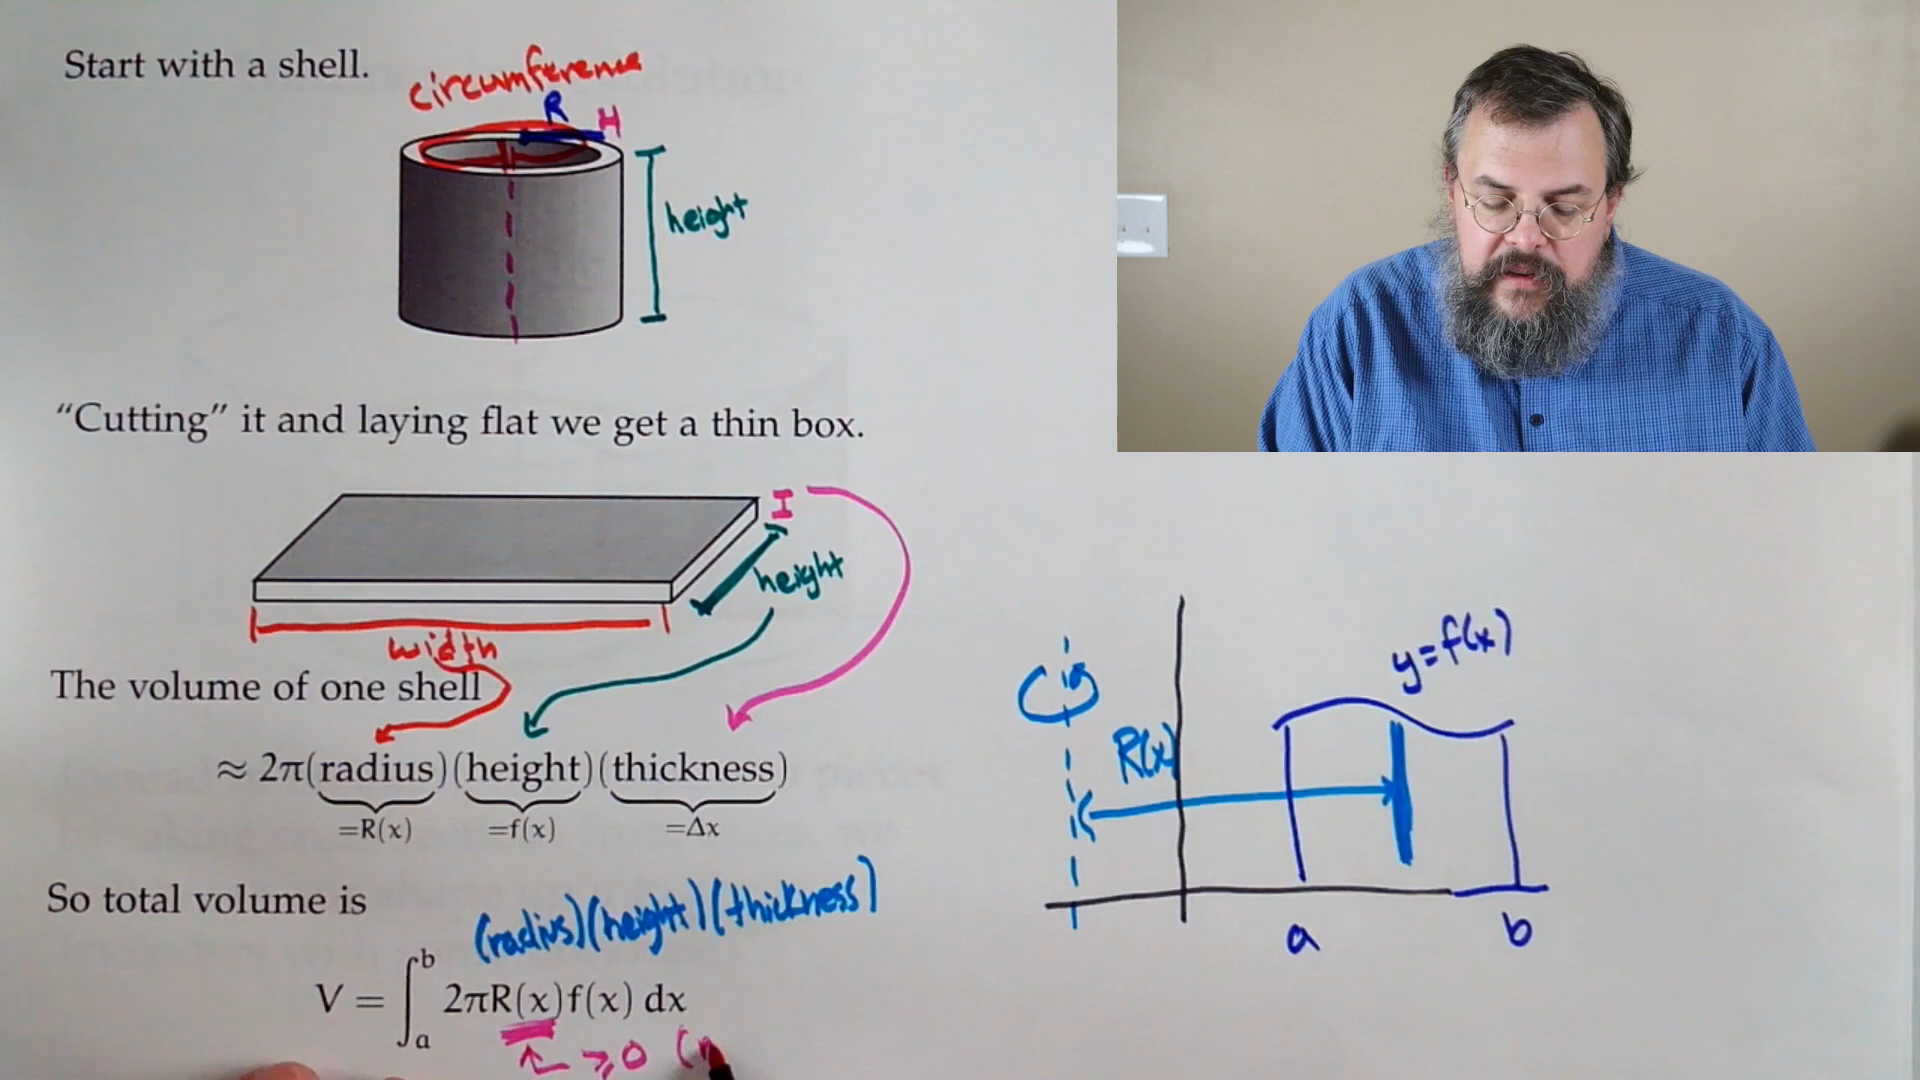 Start with a shell.
circumference
R
H
height
“Cutting” it and laying flat we get a thin box.
I
height
width
The volume of one shell
≈ 2π(radius)(height)(thickness)
=R(x) =f(x) =Δx
So total volume is
(radius)(height)(thickness)
V = ∫ₐᵇ 2πR(x)f(x) dx
≥0 (
y=f(x)
R(x)
a
b